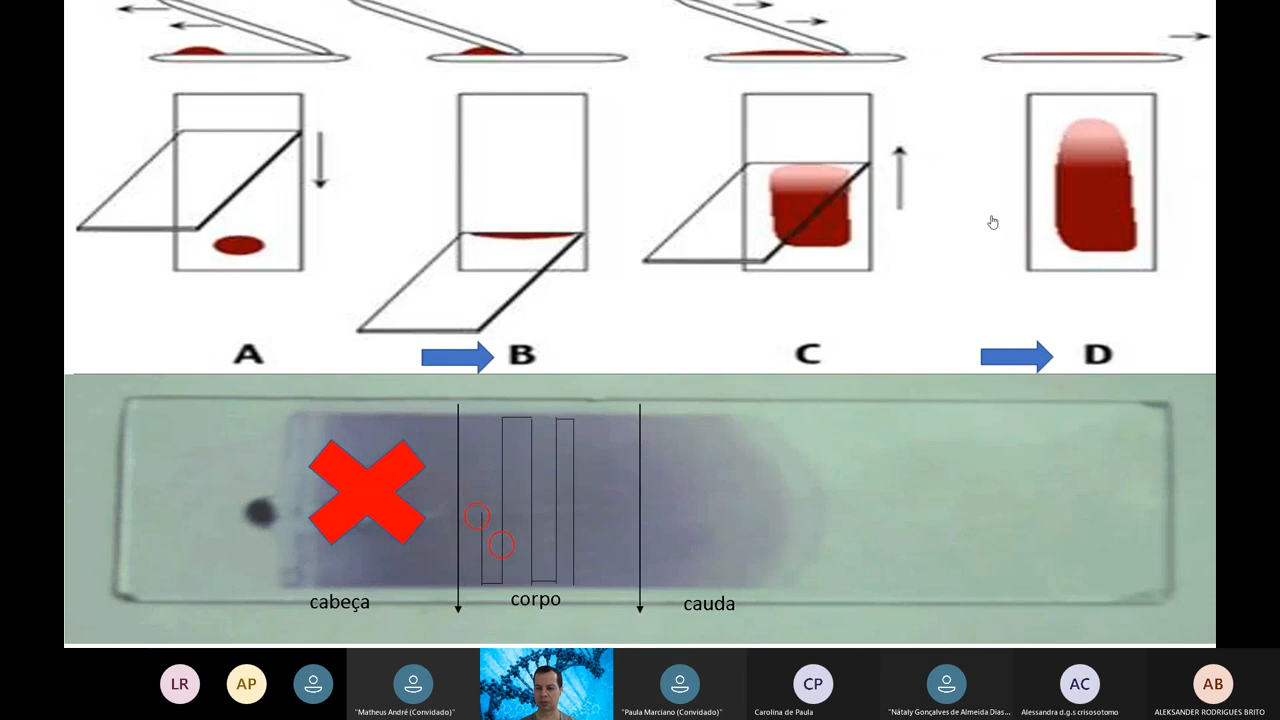 A
B
C
D
cabeça
corpo
cauda
LR
AP
"Matheus André (Convidado)"
"Paula Marciano (Convidado)"
CP
Carolina de Paula
"Nátaly Gonçalves de Almeida Dias...
AC
Alessandra d.g.s crisosotomo
AB
ALEKSANDER RODRIGUES BRITO